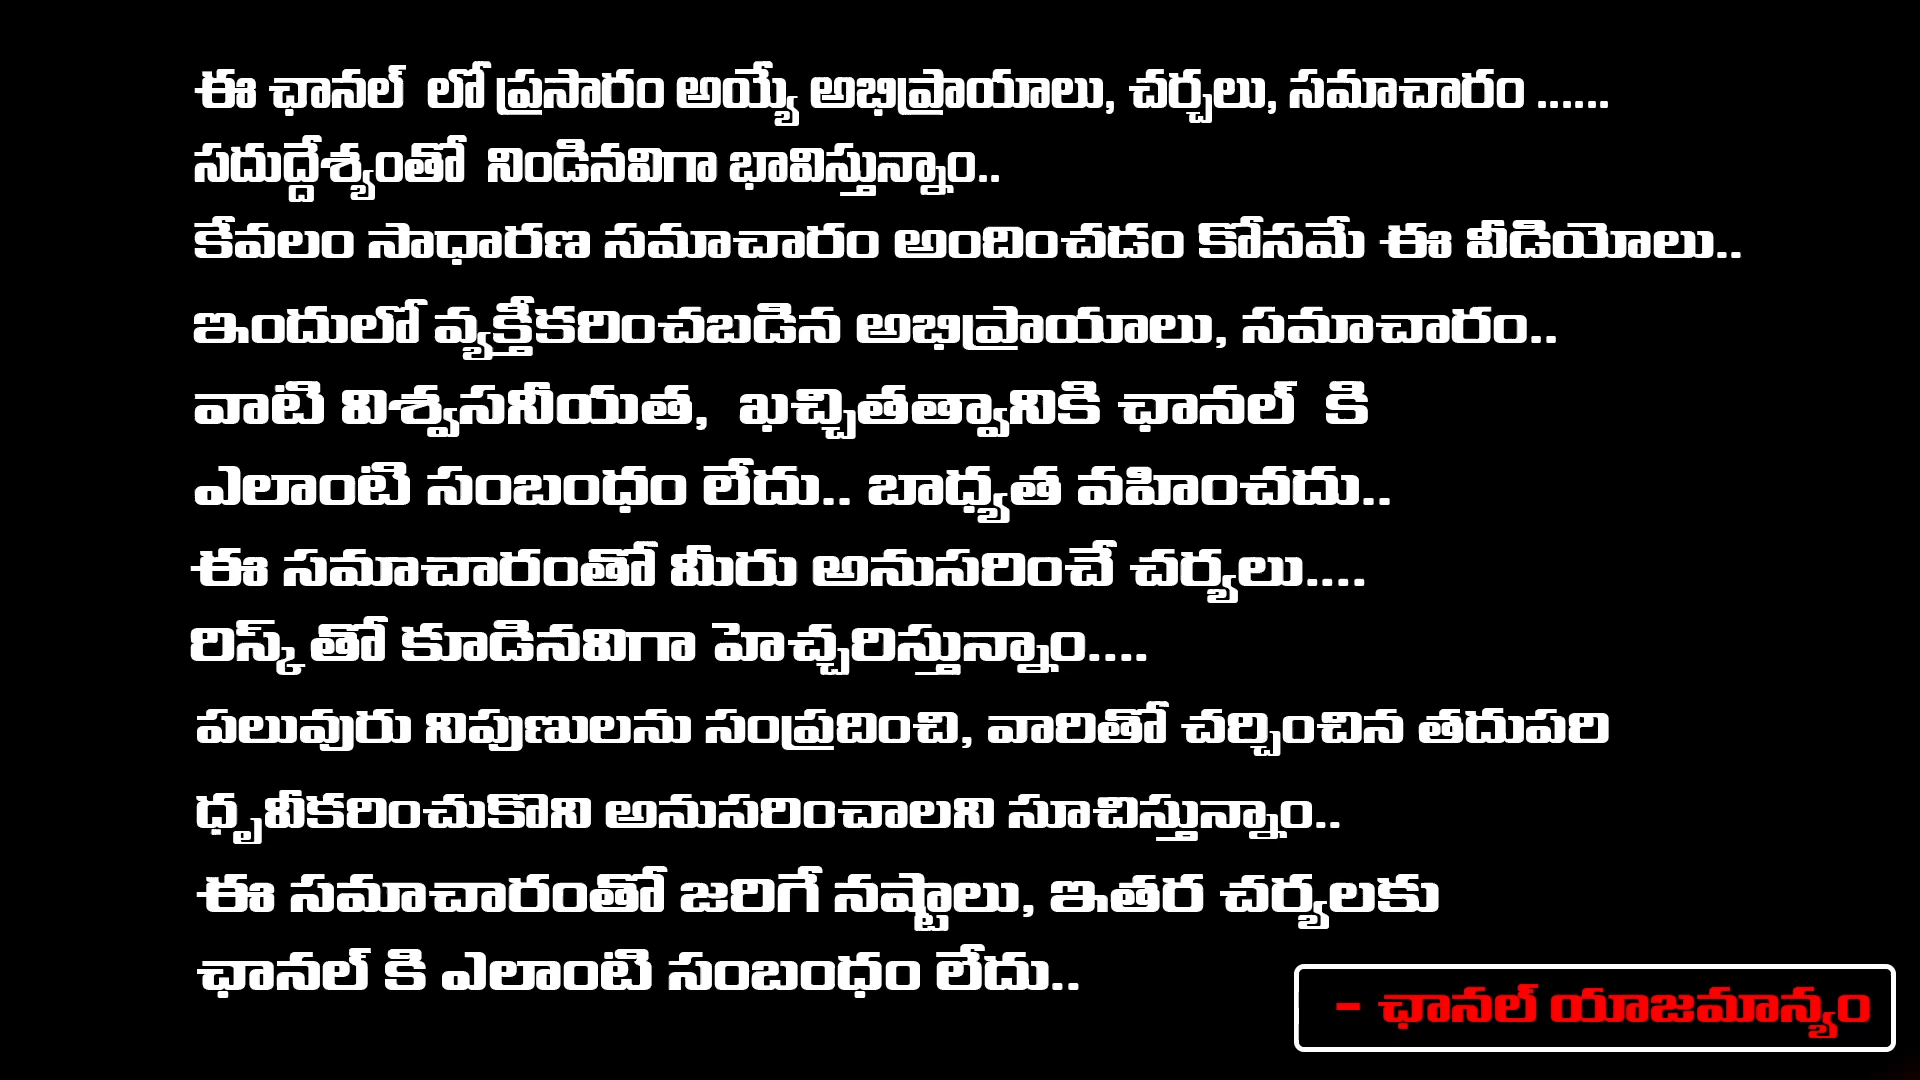 ఈ ఛానల్ లో ప్రసారం అయ్యే అభిప్రాయాలు, చర్చలు, సమాచారం ......
సదుద్దేశ్యంతో నిండినవిగా భావిస్తున్నాం..
కేవలం సాధారణ సమాచారం అందించడం కోసమే ఈ వీడియోలు..
ఇందులో వ్యక్తీకరించబడిన అభిప్రాయాలు, సమాచారం..
వాటి విశ్వసనీయత, ఖచ్చితత్వానికి ఛానల్ కి
ఎలాంటి సంబంధం లేదు.. బాధ్యత వహించదు..
ఈ సమాచారంతో మీరు అనుసరించే చర్యలు....
రిస్క్ తో కూడినవిగా హెచ్చరిస్తున్నాం....
పలువురు నిపుణులను సంప్రదించి, వారితో చర్చించిన తదుపరి
ధృవీకరించుకొని అనుసరించాలని సూచిస్తున్నాం..
ఈ సమాచారంతో జరిగే నష్టాలు, ఇతర చర్యలకు
ఛానల్ కి ఎలాంటి సంబంధం లేదు..
- ఛానల్ యాజమాన్యం